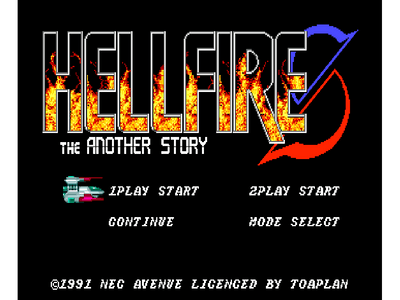 HELLFIRE S
THE ANOTHER STORY
1PLAY START 2PLAY START
CONTINUE MODE SELECT
©1991 NEC AVENUE LICENCED BY TOAPLAN